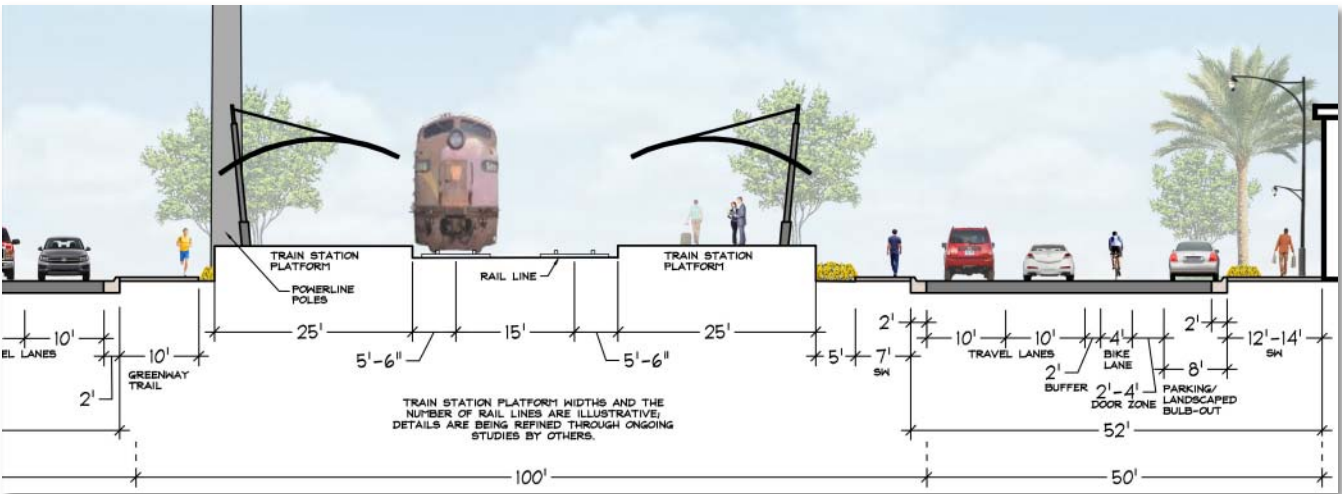 TRAIN STATION
PLATFORM
POWERLINE
POLES
RAIL LINE
TRAIN STATION
PLATFORM
10'
EL LANES
2'
10'
GREENWAY
TRAIL
25'
5'-6"
15'
5'-6"
25'
5'
7'
SW
2'
10'
10'
TRAVEL LANES
2'
BUFFER
4'
BIKE
LANE
2'-4'
DOOR ZONE
2'
8'
PARKING/
LANDSCAPED
BULB-OUT
12'-14'
SW
TRAIN STATION PLATFORM WIDTHS AND THE
NUMBER OF RAIL LINES ARE ILLUSTRATIVE;
DETAILS ARE BEING REFINED THROUGH ONGOING
STUDIES BY OTHERS.
52'
100'
50'